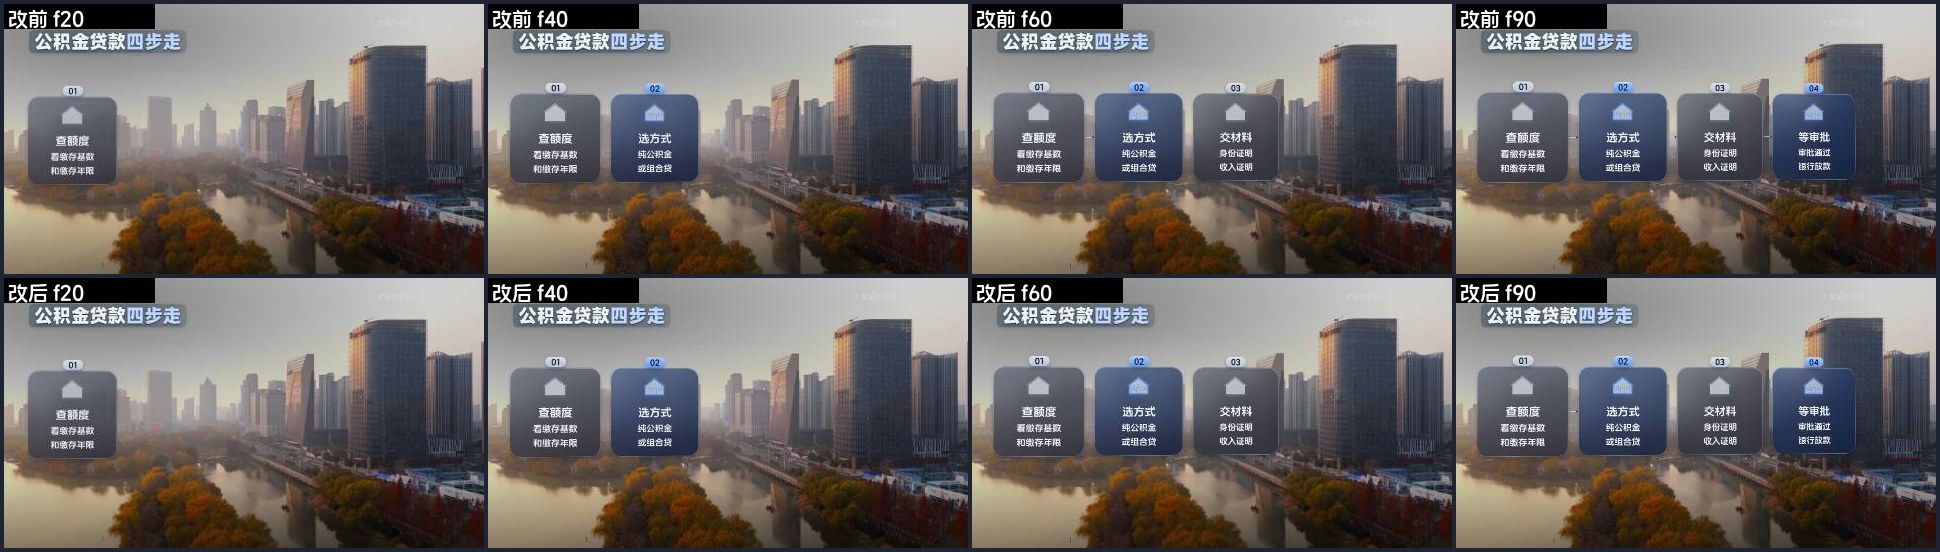 改前 f20
公积金贷款四步走
01
查额度
看缴存基数
和缴存年限
改前 f40
公积金贷款四步走
01
查额度
看缴存基数
和缴存年限
02
选方式
纯公积金
或组合贷
改前 f60
公积金贷款四步走
01
查额度
看缴存基数
和缴存年限
02
选方式
纯公积金
或组合贷
03
交材料
身份证明
收入证明
改前 f90
公积金贷款四步走
01
查额度
看缴存基数
和缴存年限
02
选方式
纯公积金
或组合贷
03
交材料
身份证明
收入证明
04
等审批
审批通过
银行放款
改后 f20
公积金贷款四步走
01
查额度
看缴存基数
和缴存年限
改后 f40
公积金贷款四步走
01
查额度
看缴存基数
和缴存年限
02
选方式
纯公积金
或组合贷
改后 f60
公积金贷款四步走
01
查额度
看缴存基数
和缴存年限
02
选方式
纯公积金
或组合贷
03
交材料
身份证明
收入证明
改后 f90
公积金贷款四步走
01
查额度
看缴存基数
和缴存年限
02
选方式
纯公积金
或组合贷
03
交材料
身份证明
收入证明
04
等审批
审批通过
银行放款